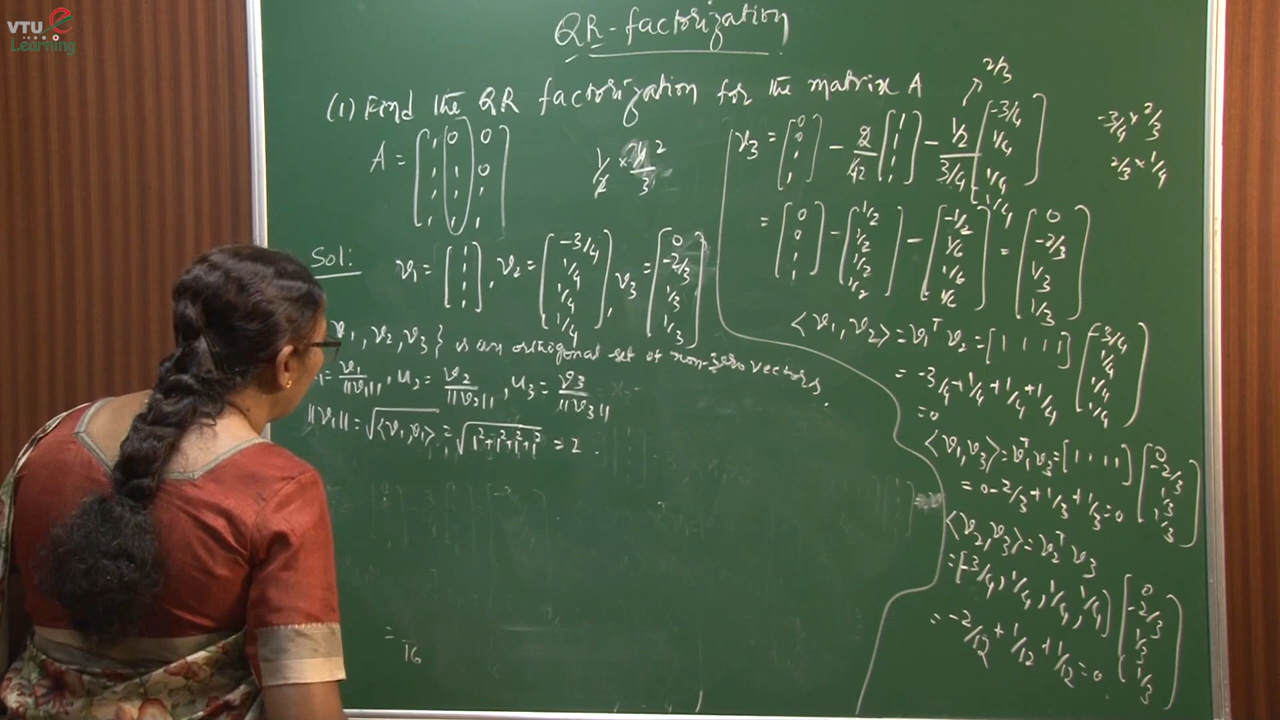 VTU e
Learning
QR-factorization
(1) Find the QR factorization for the matrix A
A = [1 0 0
1 1 0
1 1 1
1 1 1]
1/2 × 4/3 2
Sol:
v1 = [1 1 1 1], v2 = [-3/4 1/4 1/4 1/4], v3 = [0 -2/3 1/3 1/3]
v1, v2, v3} is an orthogonal set of non-zero vectors.
1 = v1/||v1||, u2 = v2/||v2||, u3 = v3/||v3||
||v1|| = √<v1,v1> = √1²+1²+1²+1² = 2.
=
16
v3 = [0 0 1 1] - 2/42 [1 1 1 1] - 1/2 / 3/4 [-3/4 1/4 1/4 1/4]
2/3
-3/4 × 2/3
2/3 × 1/4
= [0 0 1 1] - [1/2 1/2 1/2 1/2] - [-1/2 1/6 1/6 1/6] = [0 -2/3 1/3 1/3]
<v1, v2> = v1ᵀ v2 = [1 1 1 1] [-3/4 1/4 1/4 1/4]
= -3/4+1/4+1/4+1/4
= 0
<v1, v3> = v1ᵀ v3 = [1 1 1 1] [0 -2/3 1/3 1/3]
= 0-2/3+1/3+1/3=0
<v2, v3> = v2ᵀ v3
= [-3/4, 1/4, 1/4, 1/4] [0 -2/3 1/3 1/3]
= -2/12 + 1/12 + 1/12 = 0.